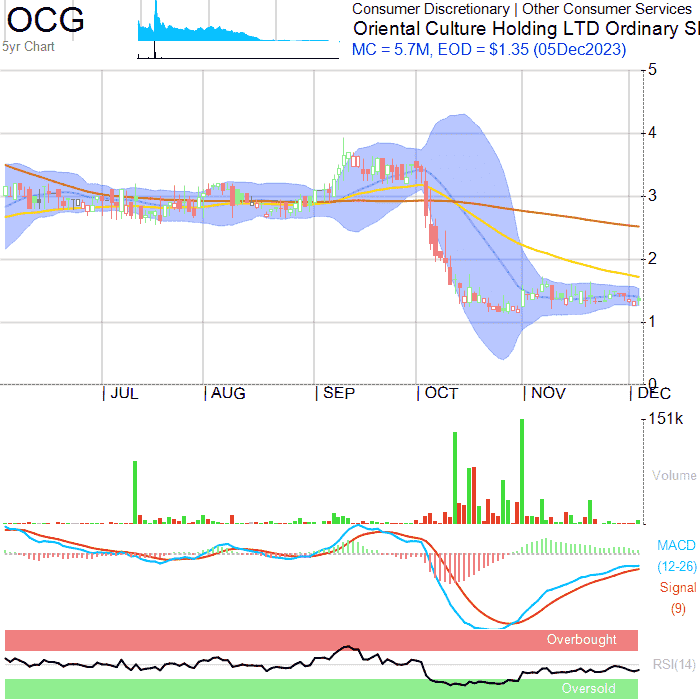 OCG
5yr Chart
Consumer Discretionary | Other Consumer Services
Oriental Culture Holding LTD Ordinary S
MC = 5.7M, EOD = $1.35 (05Dec2023)
5
4
3
2
1
0
JUL
AUG
SEP
OCT
NOV
DEC
151k
Volume
MACD
(12-26)
Signal
(9)
Overbought
RSI(14)
Oversold